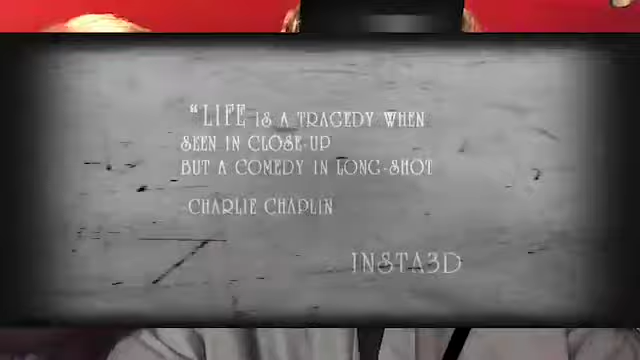 “LIFE IS A TRAGEDY WHEN
SEEN IN CLOSE-UP
BUT A COMEDY IN LONG-SHOT
-CHARLIE CHAPLIN
INSTA3D